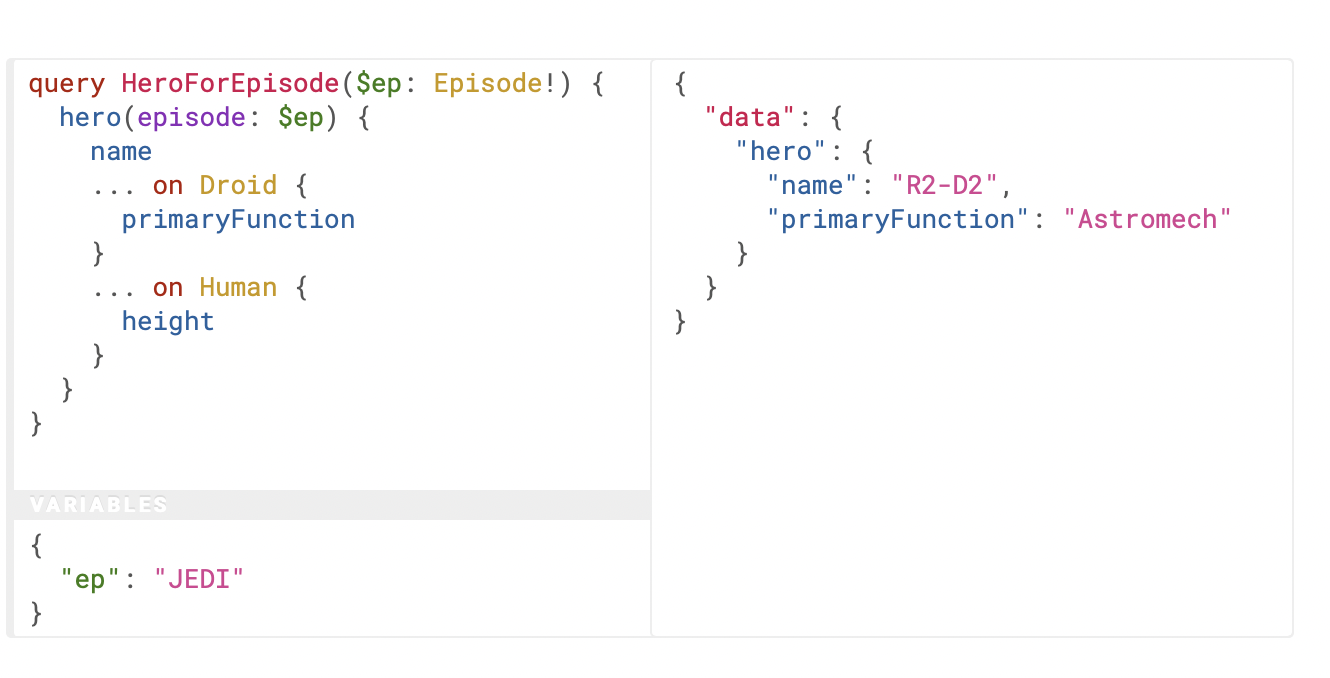 query HeroForEpisode($ep: Episode!) {
  hero(episode: $ep) {
    name
    ... on Droid {
      primaryFunction
    }
    ... on Human {
      height
    }
  }
}
VARIABLES
{
  "ep": "JEDI"
}
{
  "data": {
    "hero": {
      "name": "R2-D2",
      "primaryFunction": "Astromech"
    }
  }
}